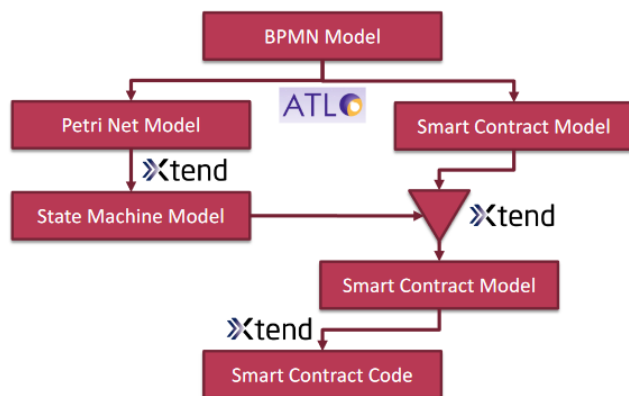 BPMN Model
ATL
Petri Net Model
Smart Contract Model
Xtend
State Machine Model
Xtend
Smart Contract Model
Xtend
Smart Contract Code